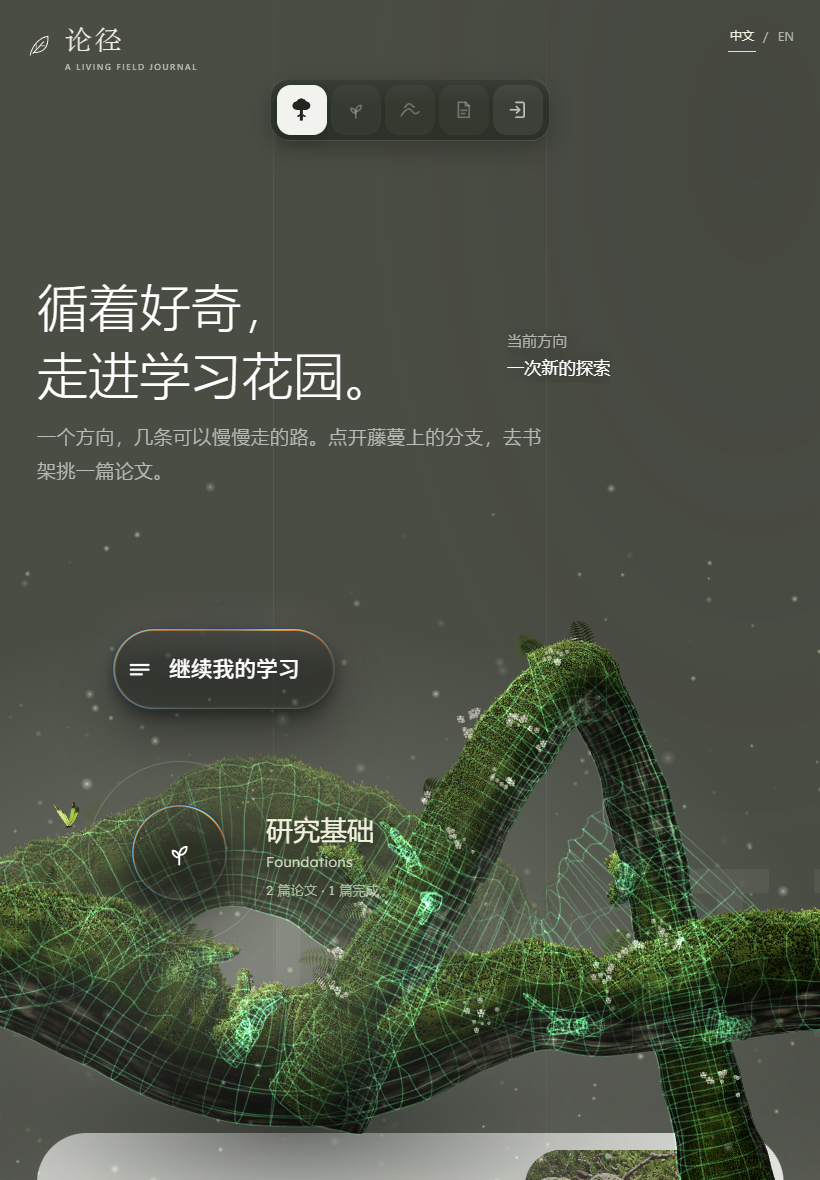 论径
A LIVING FIELD JOURNAL
中文 / EN
循着好奇，
走进学习花园。
当前方向
一次新的探索
一个方向，几条可以慢慢走的路。点开藤蔓上的分支，去书
架挑一篇论文。
继续我的学习
研究基础
Foundations
2 篇论文 · 1 篇完成